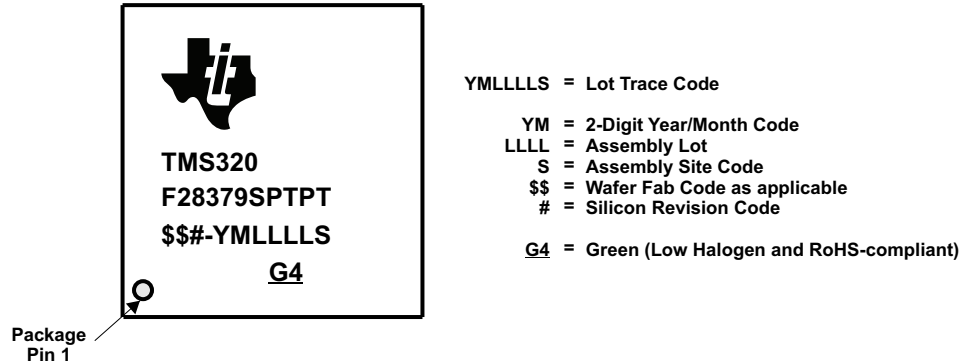 TMS320
F28379SPTPT
$$#-YMLLLLS
G4
Package
Pin 1
YMLLLLS = Lot Trace Code
YM = 2-Digit Year/Month Code
LLLL = Assembly Lot
S = Assembly Site Code
$$ = Wafer Fab Code as applicable
# = Silicon Revision Code
G4 = Green (Low Halogen and RoHS-compliant)